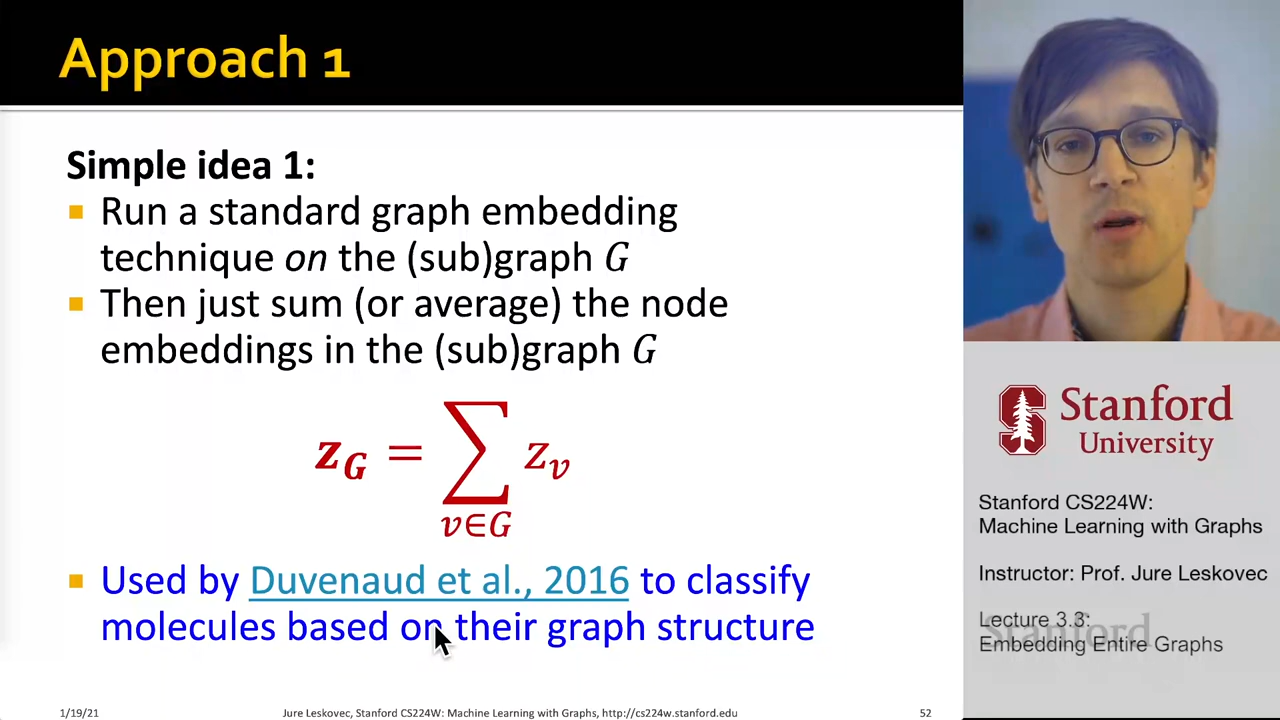 Approach 1
Simple idea 1:
▪ Run a standard graph embedding
technique on the (sub)graph G
▪ Then just sum (or average) the node
embeddings in the (sub)graph G
z_G = ∑_{v∈G} z_v
▪ Used by Duvenaud et al., 2016 to classify
molecules based on their graph structure
1/19/21
Jure Leskovec, Stanford CS224W: Machine Learning with Graphs, http://cs224w.stanford.edu
52
Stanford
University
Stanford CS224W:
Machine Learning with Graphs
Instructor: Prof. Jure Leskovec
Lecture 3.3:
Embedding Entire Graphs
Stanford